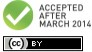 ACCEPTED
AFTER
MARCH 2014
cc BY